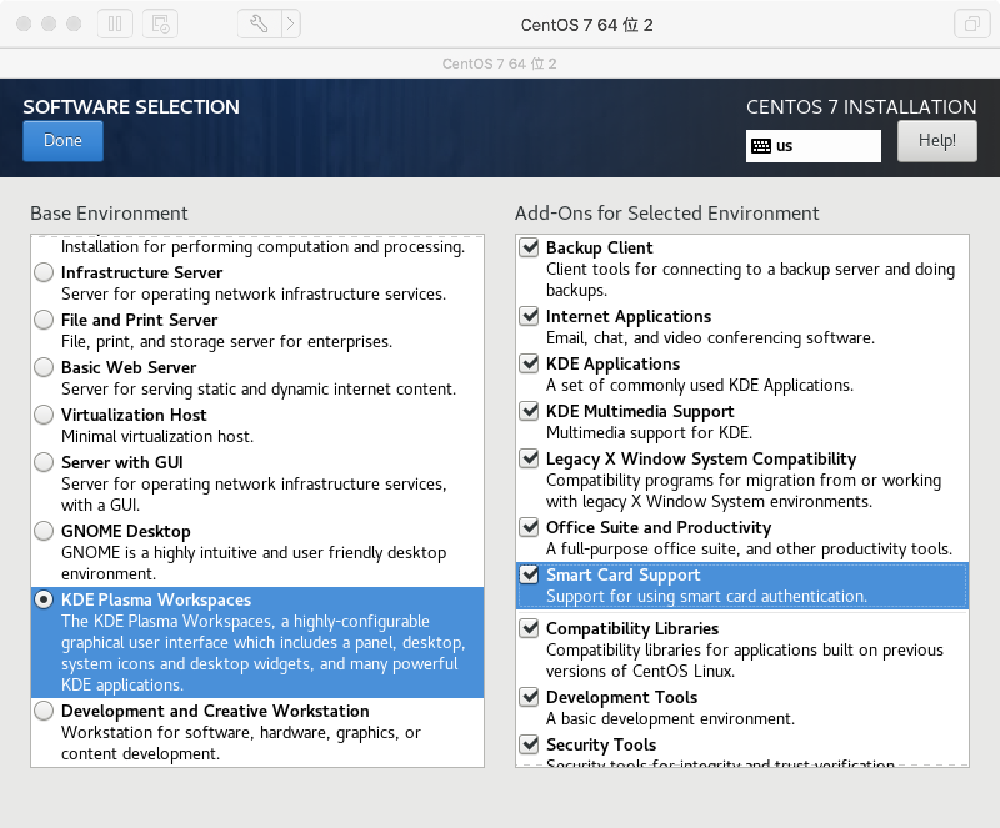 CentOS 7 64 位 2
CentOS 7 64 位 2
SOFTWARE SELECTION
CENTOS 7 INSTALLATION
Done
us
Help!
Base Environment
Installation for performing computation and processing.
Infrastructure Server
Server for operating network infrastructure services.
File and Print Server
File, print, and storage server for enterprises.
Basic Web Server
Server for serving static and dynamic internet content.
Virtualization Host
Minimal virtualization host.
Server with GUI
Server for operating network infrastructure services,
with a GUI.
GNOME Desktop
GNOME is a highly intuitive and user friendly desktop
environment.
KDE Plasma Workspaces
The KDE Plasma Workspaces, a highly-configurable
graphical user interface which includes a panel, desktop,
system icons and desktop widgets, and many powerful
KDE applications.
Development and Creative Workstation
Workstation for software, hardware, graphics, or
content development.
Add-Ons for Selected Environment
Backup Client
Client tools for connecting to a backup server and doing
backups.
Internet Applications
Email, chat, and video conferencing software.
KDE Applications
A set of commonly used KDE Applications.
KDE Multimedia Support
Multimedia support for KDE.
Legacy X Window System Compatibility
Compatibility programs for migration from or working
with legacy X Window System environments.
Office Suite and Productivity
A full-purpose office suite, and other productivity tools.
Smart Card Support
Support for using smart card authentication.
Compatibility Libraries
Compatibility libraries for applications built on previous
versions of CentOS Linux.
Development Tools
A basic development environment.
Security Tools
Security tools for integrity and trust verification.